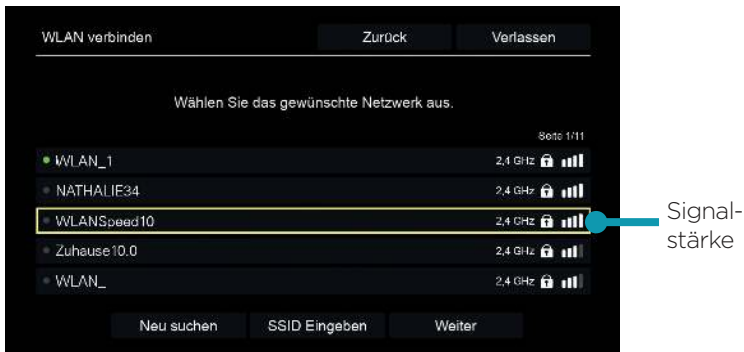 WLAN verbinden Zurück Verlassen
Wählen Sie das gewünschte Netzwerk aus.
Seite 1/11
WLAN_1 2,4 GHz
NATHALIE34 2,4 GHz
WLANSpeed10 2,4 GHz
Signal-
stärke
Zuhause10.0 2,4 GHz
WLAN_ 2,4 GHz
Neu suchen SSID Eingeben Weiter